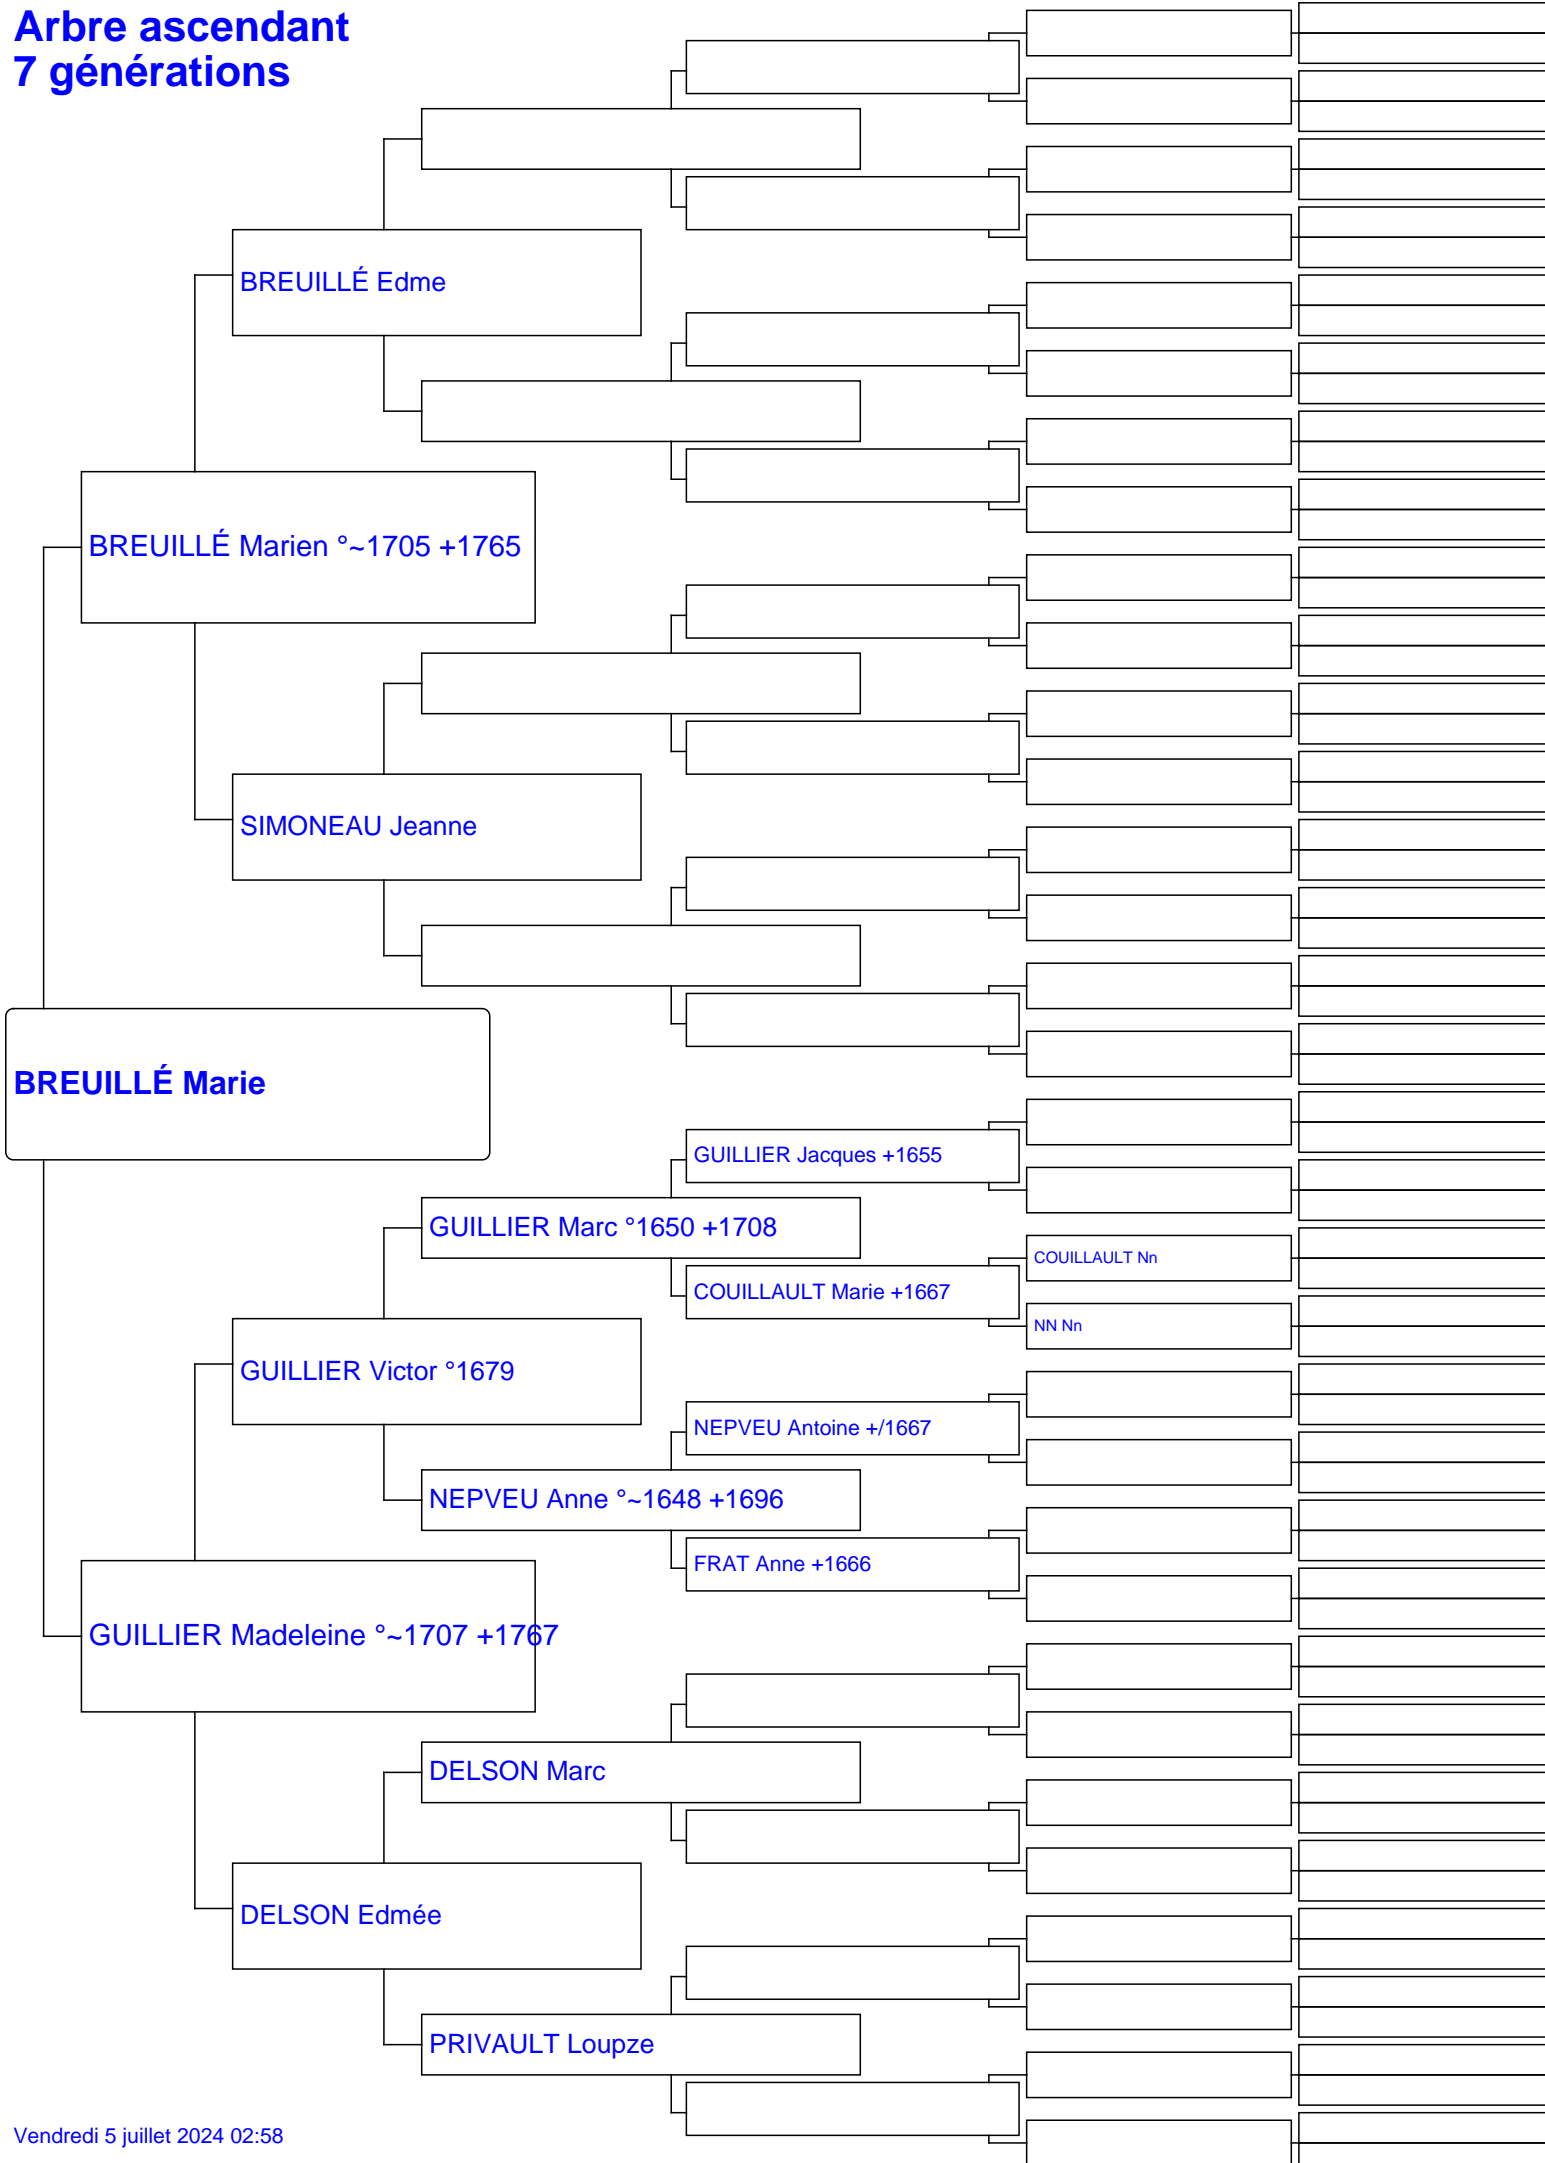 Arbre ascendant
7 générations
BREUILLÉ Edme
BREUILLÉ Marien °~1705 +1765
SIMONEAU Jeanne
BREUILLÉ Marie
GUILLIER Jacques +1655
GUILLIER Marc °1650 +1708
COUILLAULT Nn
COUILLAULT Marie +1667
NN Nn
GUILLIER Victor °1679
NEPVEU Antoine +/1667
NEPVEU Anne °~1648 +1696
FRAT Anne +1666
GUILLIER Madeleine °~1707 +1767
DELSON Marc
DELSON Edmée
PRIVAULT Loupze
Vendredi 5 juillet 2024 02:58